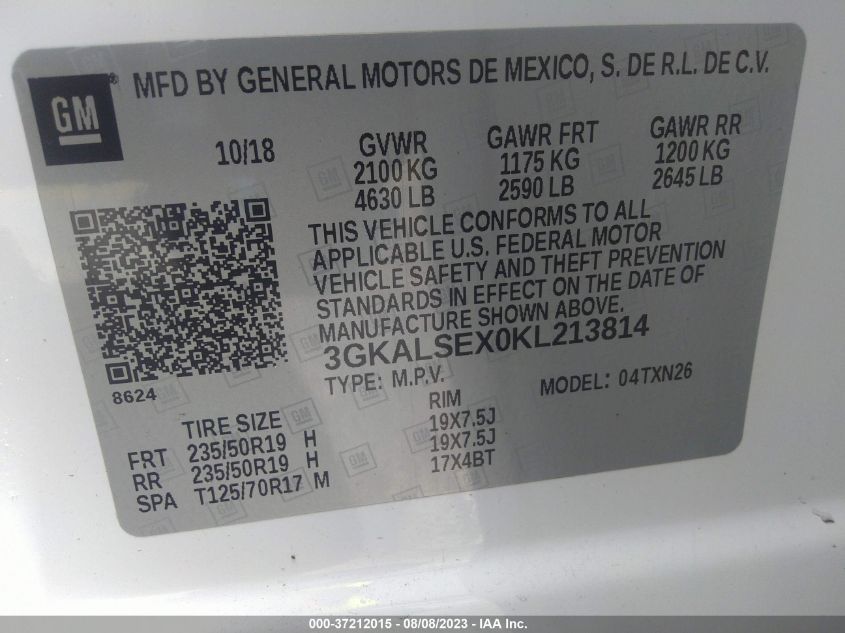 GM ® MFD BY GENERAL MOTORS DE MEXICO, S. DE R.L. DE C.V.
10/18
GVWR GAWR FRT GAWR RR
2100 KG 1175 KG 1200 KG
4630 LB 2590 LB 2645 LB
THIS VEHICLE CONFORMS TO ALL
APPLICABLE U.S. FEDERAL MOTOR
VEHICLE SAFETY AND THEFT PREVENTION
STANDARDS IN EFFECT ON THE DATE OF
MANUFACTURE SHOWN ABOVE.
3GKALSEX0KL213814
8624
TYPE: M.P.V. MODEL: 04TXN26
TIRE SIZE RIM
FRT 235/50R19 H 19X7.5J
RR 235/50R19 H 19X7.5J
SPA T125/70R17 M 17X4BT
000-37212015 - 08/08/2023 - IAA Inc.